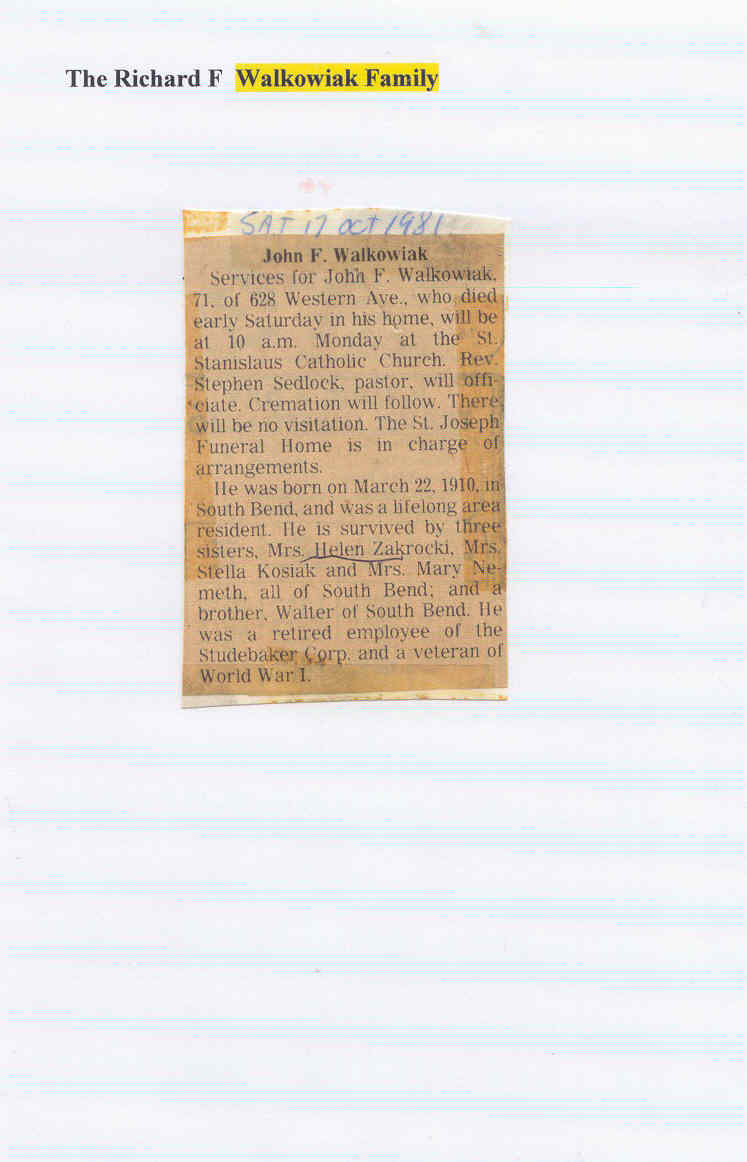 The Richard F Walkowiak Family
SAT 17 OCT 1981
John F. Walkowiak
Services for John F. Walkowiak,
71, of 628 Western Ave., who died
early Saturday in his home, will be
at 10 a.m. Monday at the St.
Stanislaus Catholic Church. Rev.
Stephen Sedlock, pastor, will offi-
ciate. Cremation will follow. There
will be no visitation. The St. Joseph
Funeral Home is in charge of
arrangements.
He was born on March 22, 1910, in
South Bend, and was a lifelong area
resident. He is survived by three
sisters, Mrs. Helen Zakrocki, Mrs.
Stella Kosiak and Mrs. Mary Ne-
meth, all of South Bend; and a
brother, Walter of South Bend. He
was a retired employee of the
Studebaker Corp. and a veteran of
World War I.